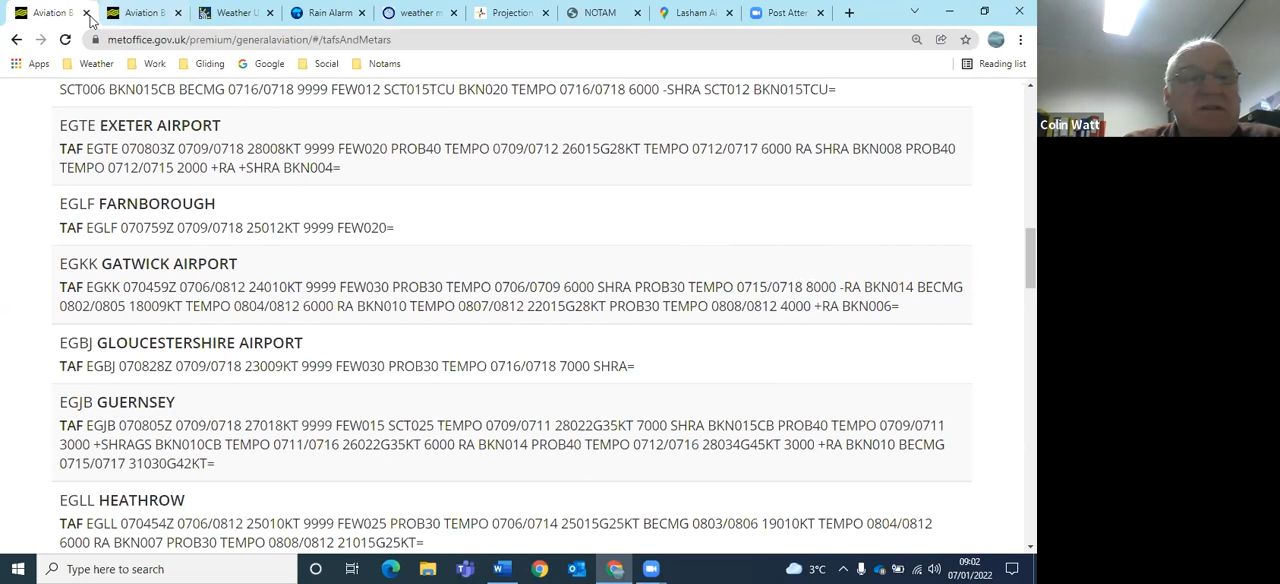 Aviation B
Aviation B
Weather U
Rain Alarm
weather m
Projection
NOTAM
Lasham Ai
Post Atter
metoffice.gov.uk/premium/generalaviation/#/tafsAndMetars
Apps
Weather
Work
Gliding
Google
Social
Notams
Reading list
SCT006 BKN015CB BECMG 0716/0718 9999 FEW012 SCT015TCU BKN020 TEMPO 0716/0718 6000 -SHRA SCT012 BKN015TCU=
EGTE EXETER AIRPORT
TAF EGTE 070803Z 0709/0718 28008KT 9999 FEW020 PROB40 TEMPO 0709/0712 26015G28KT TEMPO 0712/0717 6000 RA SHRA BKN008 PROB40
TEMPO 0712/0715 2000 +RA +SHRA BKN004=
EGLF FARNBOROUGH
TAF EGLF 070759Z 0709/0718 25012KT 9999 FEW020=
EGKK GATWICK AIRPORT
TAF EGKK 070459Z 0706/0812 24010KT 9999 FEW030 PROB30 TEMPO 0706/0709 6000 SHRA PROB30 TEMPO 0715/0718 8000 -RA BKN014 BECMG
0802/0805 18009KT TEMPO 0804/0812 6000 RA BKN010 TEMPO 0807/0812 22015G28KT PROB30 TEMPO 0808/0812 4000 +RA BKN006=
EGBJ GLOUCESTERSHIRE AIRPORT
TAF EGBJ 070828Z 0709/0718 23009KT 9999 FEW030 PROB30 TEMPO 0716/0718 7000 SHRA=
EGJB GUERNSEY
TAF EGJB 070805Z 0709/0718 27018KT 9999 FEW015 SCT025 TEMPO 0709/0711 28022G35KT 7000 SHRA BKN015CB PROB40 TEMPO 0709/0711
3000 +SHRAGS BKN010CB TEMPO 0711/0716 26022G35KT 6000 RA BKN014 PROB40 TEMPO 0712/0716 28034G45KT 3000 +RA BKN010 BECMG
0715/0717 31030G42KT=
EGLL HEATHROW
TAF EGLL 070454Z 0706/0812 25010KT 9999 FEW025 PROB30 TEMPO 0706/0714 25015G25KT BECMG 0803/0806 19010KT TEMPO 0804/0812
6000 RA BKN007 PROB30 TEMPO 0808/0812 21015G25KT=
Colin Watt
Type here to search
3°C
09:02
07/01/2022